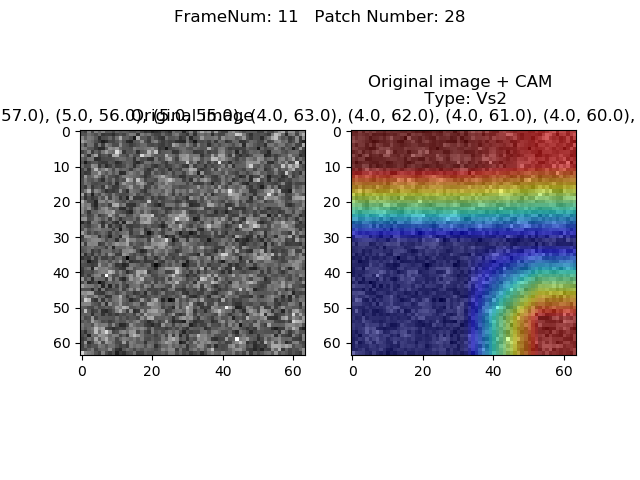 FrameNum: 11   Patch Number: 28
Original image + CAM
Type: Vs2
57.0), (5.0, 56.0), (5.0, 55.0), (4.0, 63.0), (4.0, 62.0), (4.0, 61.0), (4.0, 60.0),
Original image
0
10
20
30
40
50
60
0 20 40 60
0
10
20
30
40
50
60
0 20 40 60